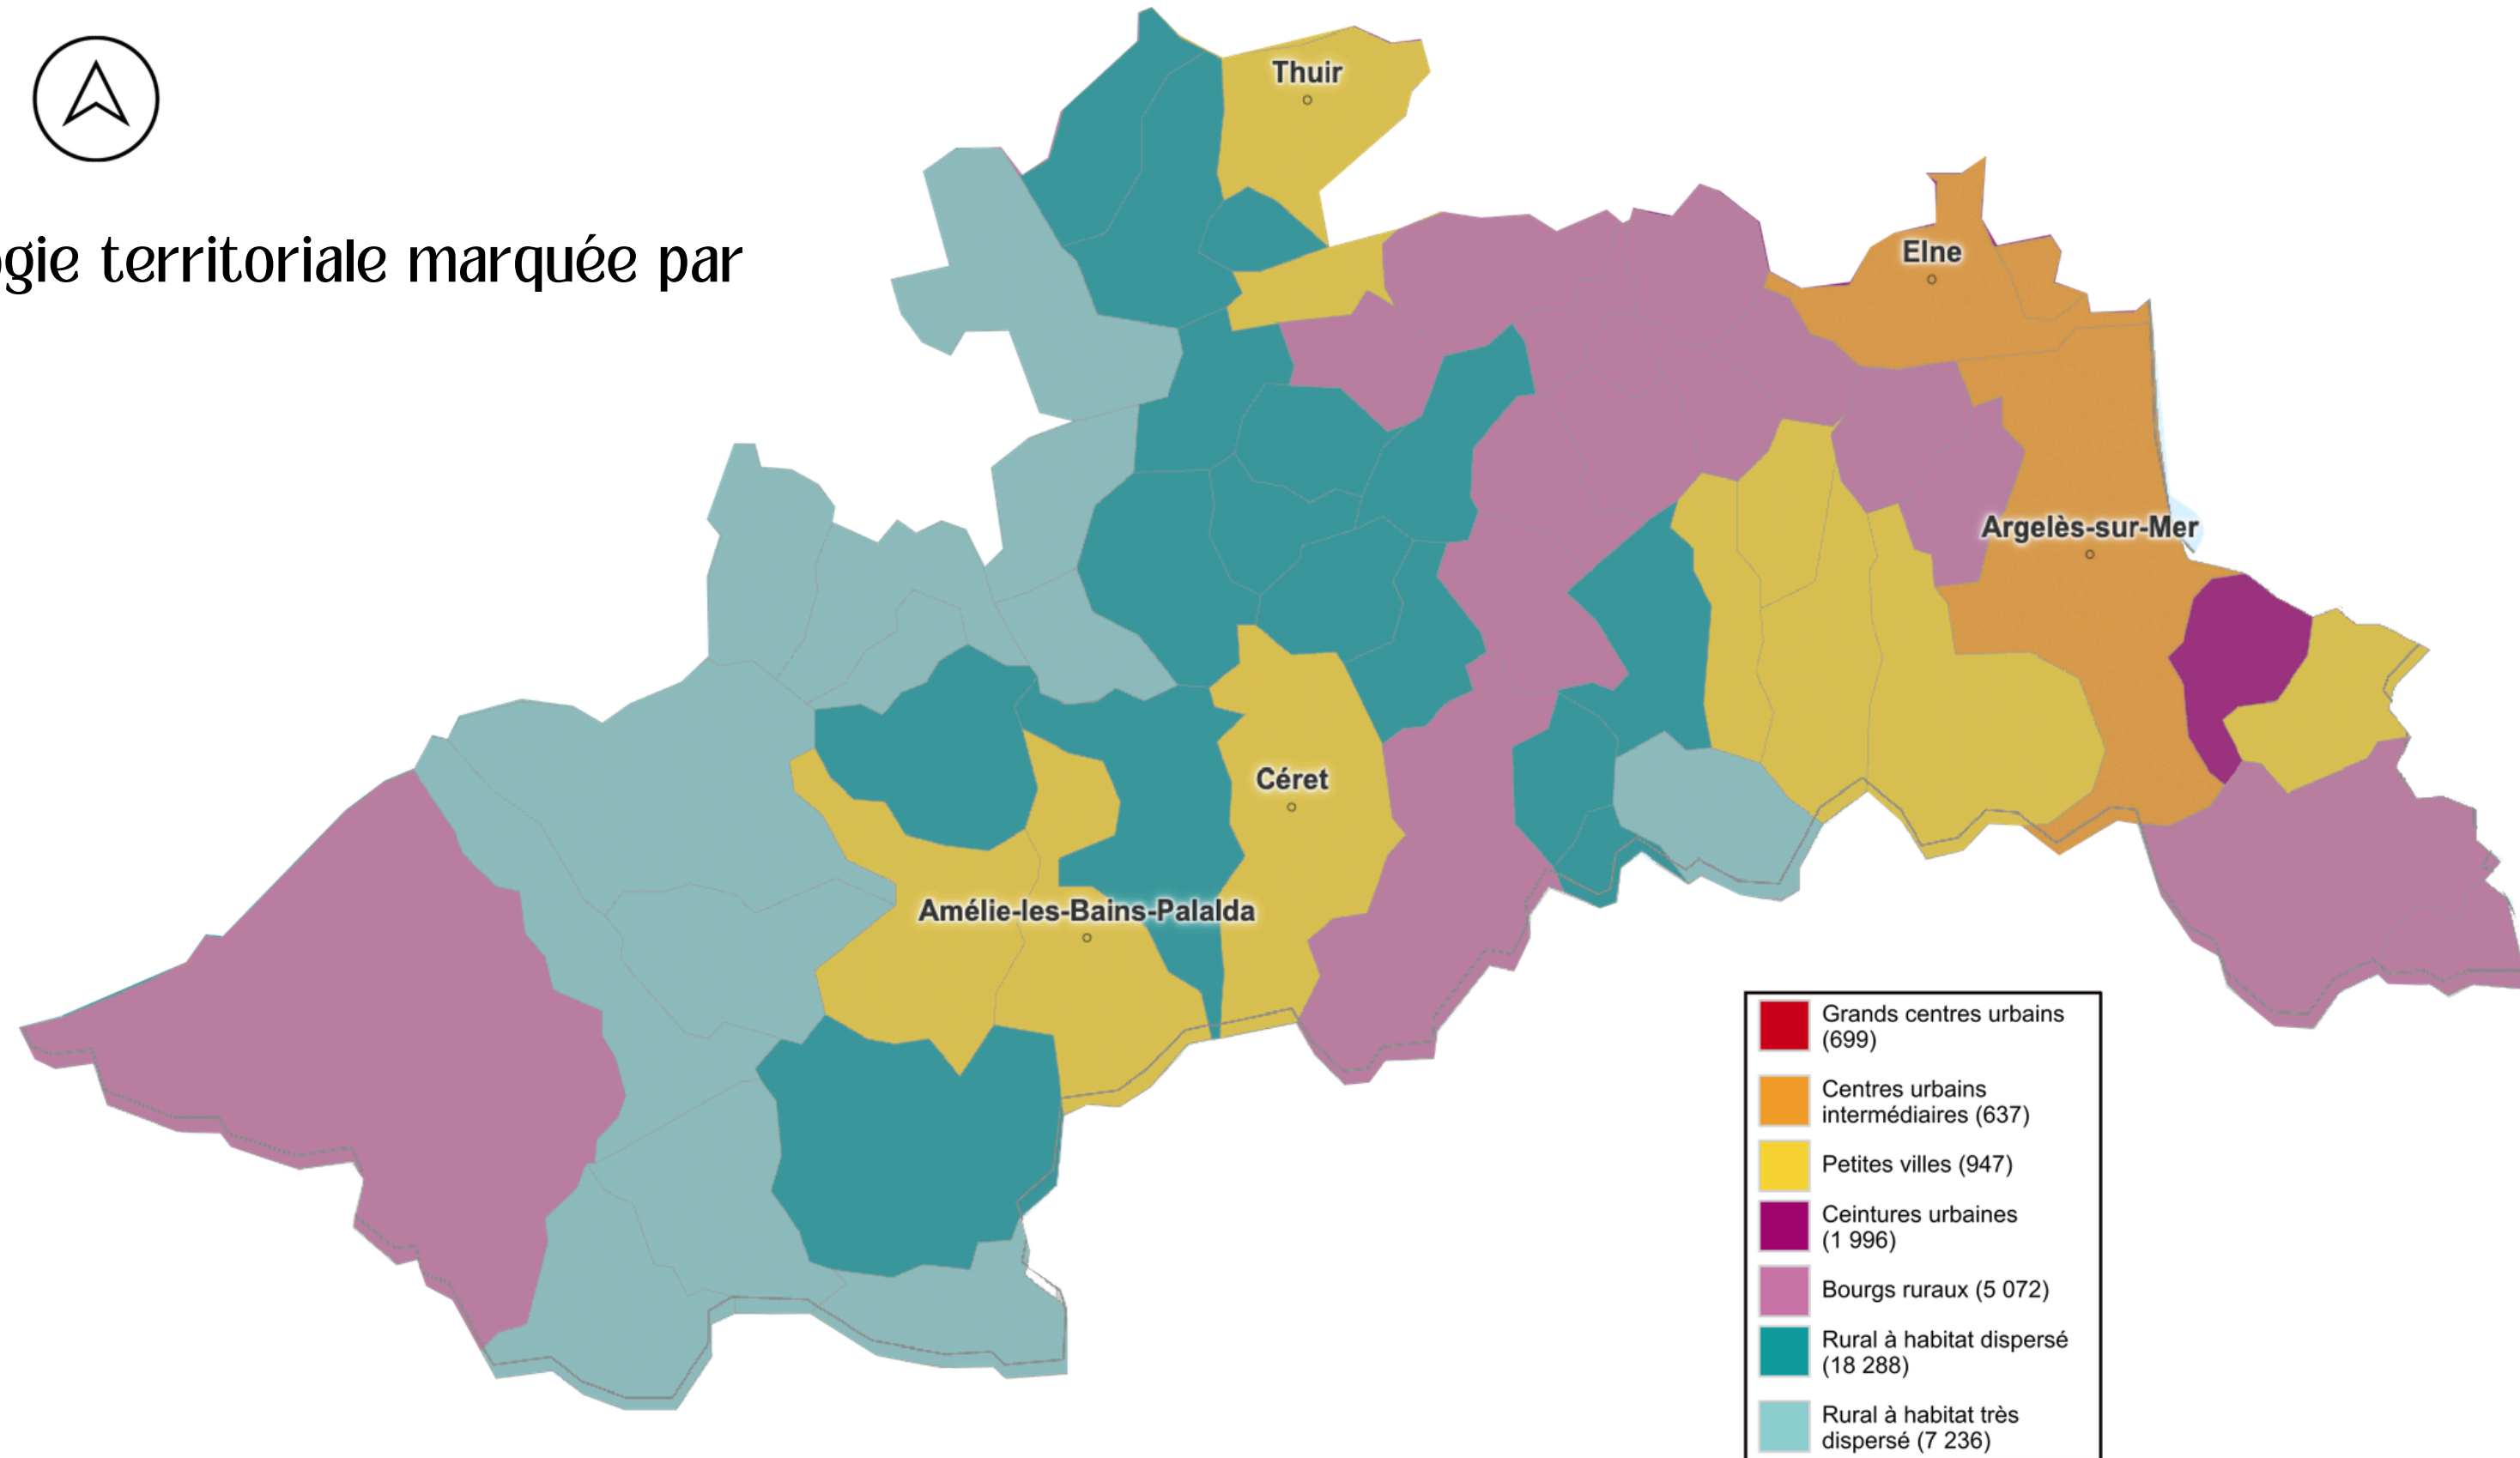 Thuir
gie territoriale marquée par
Elne
Argelès-sur-Mer
Céret
Amélie-les-Bains-Palalda
Grands centres urbains
(699)
Centres urbains
intermédiaires (637)
Petites villes (947)
Ceintures urbaines
(1 996)
Bourgs ruraux (5 072)
Rural à habitat dispersé
(18 288)
Rural à habitat très
dispersé (7 236)